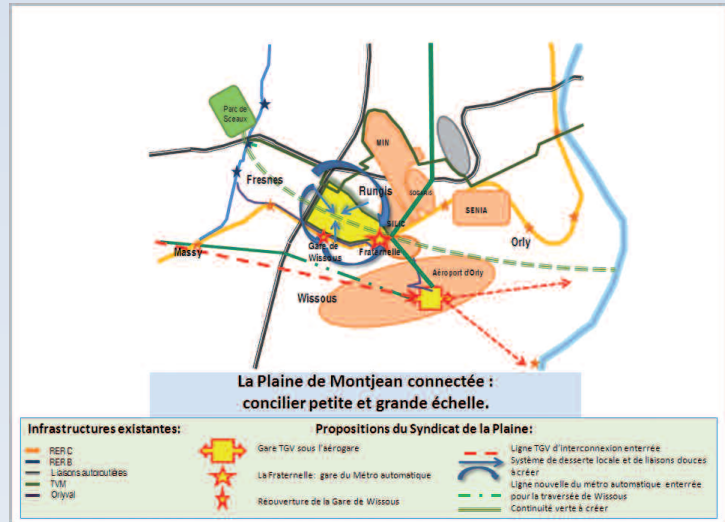 Parc de
Sceaux
MIN
Fresnes
Rungis
SOGARIS
SENIA
SILIC
Orly
Massy
Gare de
Wissous
Fraternelle
Aéroport d'Orly
Wissous
La Plaine de Montjean connectée :
concilier petite et grande échelle.
Infrastructures existantes:
RER C
RER B
Liaisons autoroutières
TVM
Orlyval
Propositions du Syndicat de la Plaine:
Gare TGV sous l'aérogare
La Fraternelle: gare du Métro automatique
Réouverture de la Gare de Wissous
Ligne TGV d'interconnexion enterrée
Système de desserte locale et de liaisons douces
à créer
Ligne nouvelle du métro automatique enterrée
pour la traversée de Wissous
Continuité verte à créer